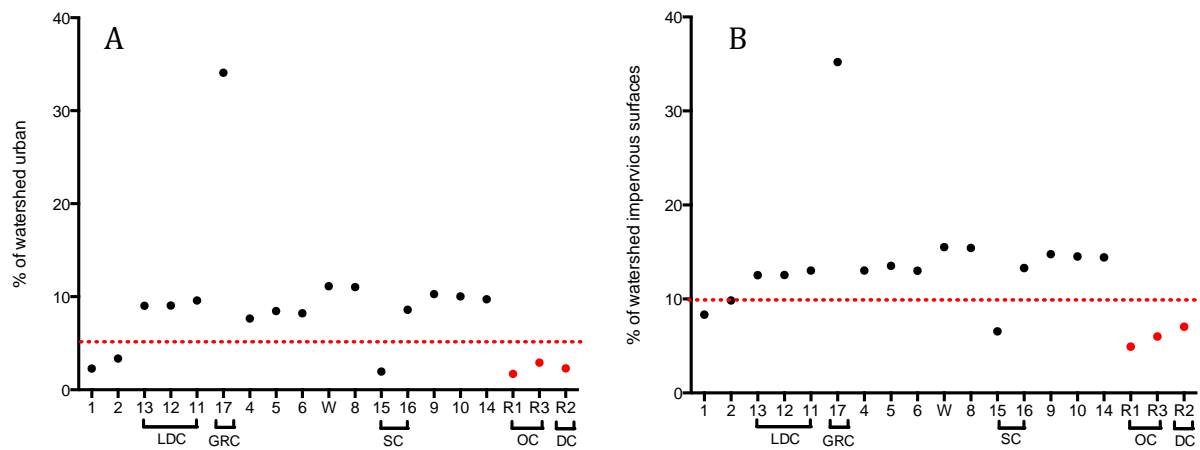 A
% of watershed urban
40
30
20
10
0
1 2 13 12 11 17 4 5 6 W 8 15 16 9 10 14 R1 R3 R2
LDC GRC SC OC DC
B
% of watershed impervious surfaces
40
30
20
10
0
1 2 13 12 11 17 4 5 6 W 8 15 16 9 10 14 R1 R3 R2
LDC GRC SC OC DC